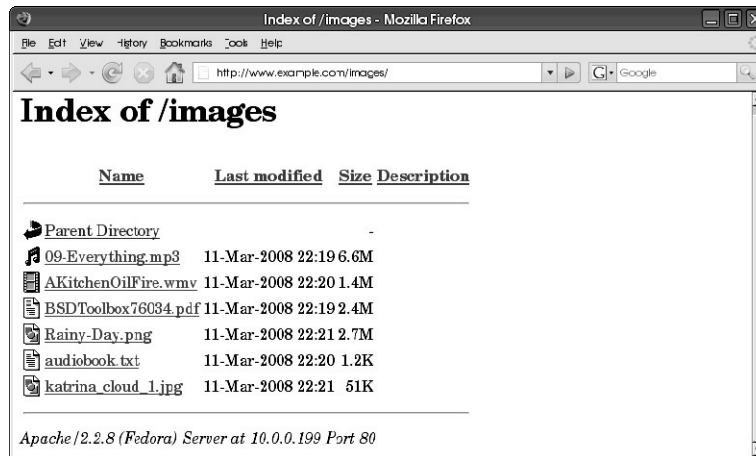 Index of /images - Mozilla Firefox
File Edit View History Bookmarks Tools Help
http://www.example.com/images/ G Google
Index of /images
Name Last modified Size Description
Parent Directory -
09-Everything.mp3 11-Mar-2008 22:19 6.6M
AKitchenOilFire.wmv 11-Mar-2008 22:20 1.4M
BSDToolbox76034.pdf 11-Mar-2008 22:19 2.4M
Rainy-Day.png 11-Mar-2008 22:21 2.7M
audiobook.txt 11-Mar-2008 22:20 1.2K
katrina_cloud_1.jpg 11-Mar-2008 22:21 51K
Apache/2.2.8 (Fedora) Server at 10.0.0.199 Port 80